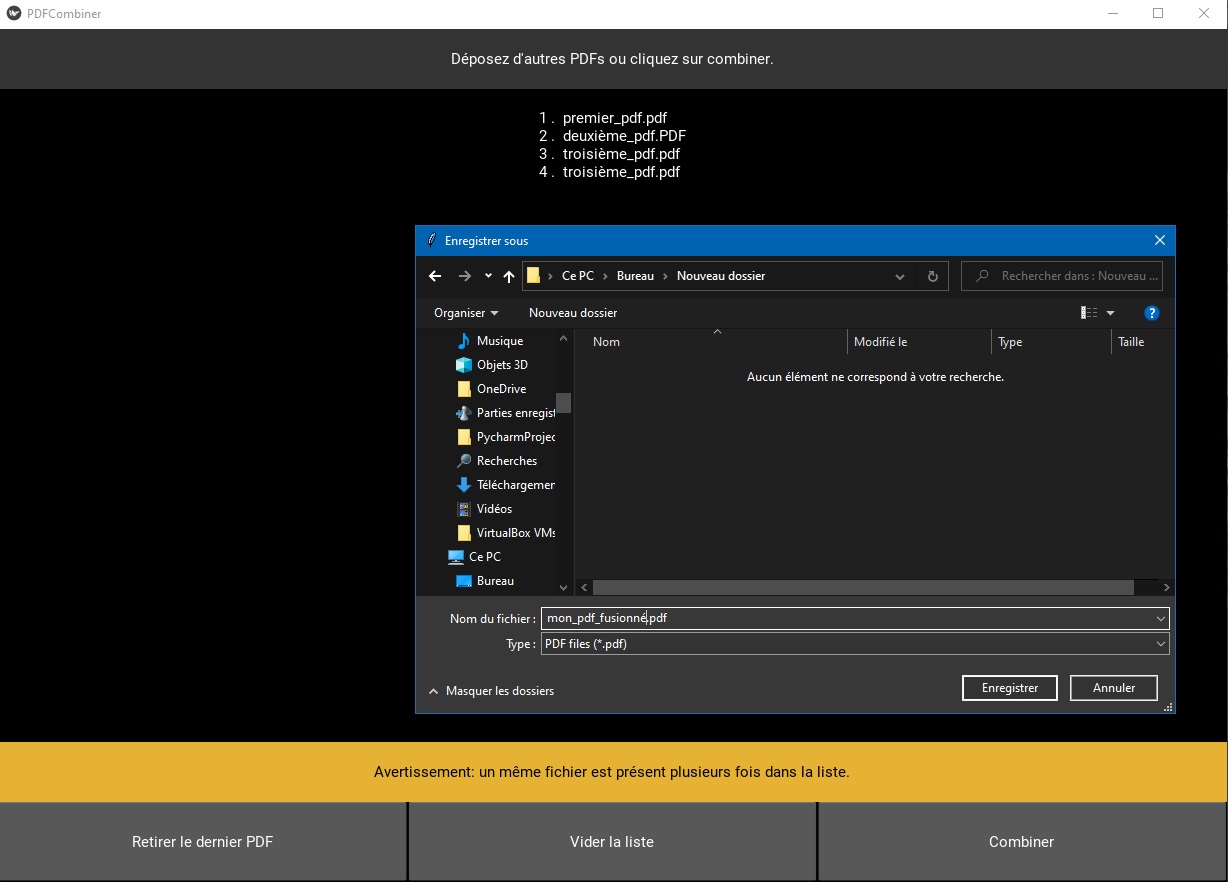 PDFCombiner
Déposez d'autres PDFs ou cliquez sur combiner.
1 . premier_pdf.pdf
2 . deuxième_pdf.PDF
3 . troisième_pdf.pdf
4 . troisième_pdf.pdf
Enregistrer sous
Ce PC > Bureau > Nouveau dossier
Rechercher dans : Nouveau ...
Organiser
Nouveau dossier
Musique
Objets 3D
OneDrive
Parties enregist
PycharmProjec
Recherches
Téléchargemer
Vidéos
VirtualBox VMs
Ce PC
Bureau
Nom
Modifié le
Type
Taille
Aucun élément ne correspond à votre recherche.
Nom du fichier : mon_pdf_fusionné.pdf
Type : PDF files (*.pdf)
Masquer les dossiers
Enregistrer
Annuler
Avertissement: un même fichier est présent plusieurs fois dans la liste.
Retirer le dernier PDF
Vider la liste
Combiner